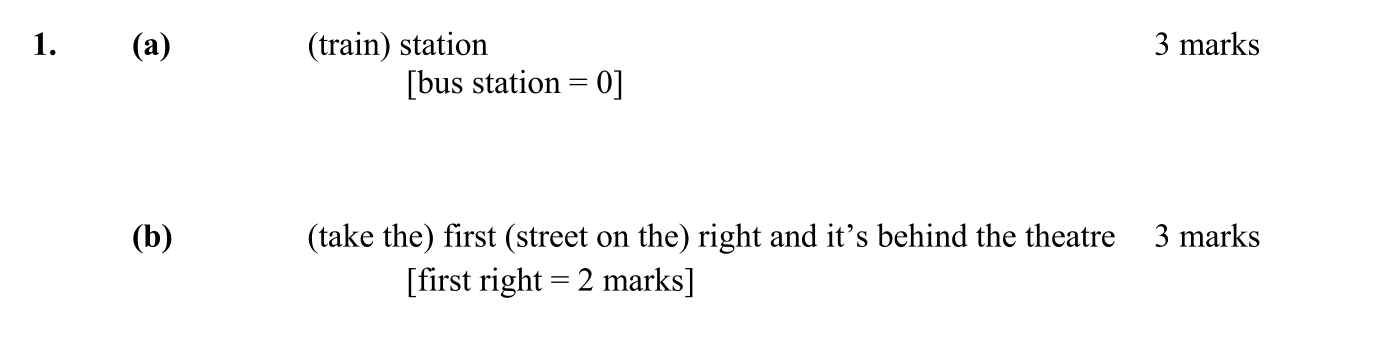 1. (a) (train) station 3 marks
[bus station = 0]
(b) (take the) first (street on the) right and it’s behind the theatre 3 marks
[first right = 2 marks]